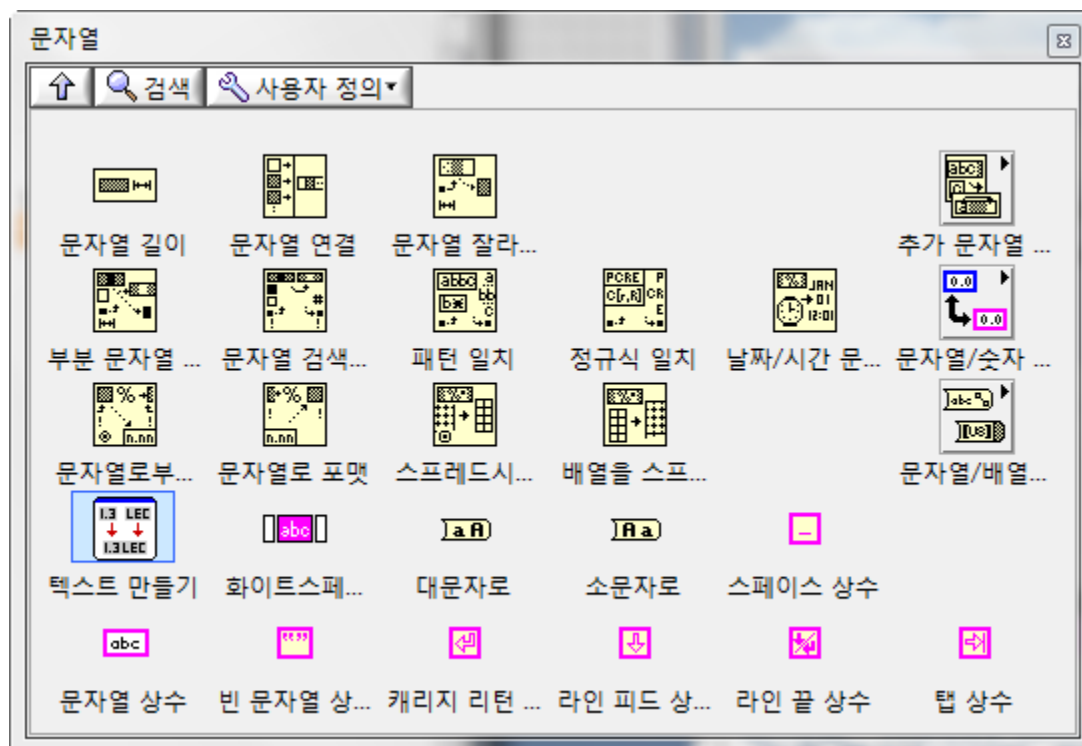 문자열
검색 사용자 정의
문자열 길이 문자열 연결 문자열 잘라... 추가 문자열 ...
부분 문자열 ... 문자열 검색... 패턴 일치 정규식 일치 날짜/시간 문... 문자열/숫자 ...
문자열로부... 문자열로 포맷 스프레드시... 배열을 스프... 문자열/배열...
텍스트 만들기 화이트스페... 대문자로 소문자로 스페이스 상수
문자열 상수 빈 문자열 상... 캐리지 리턴 ... 라인 피드 상... 라인 끝 상수 탭 상수